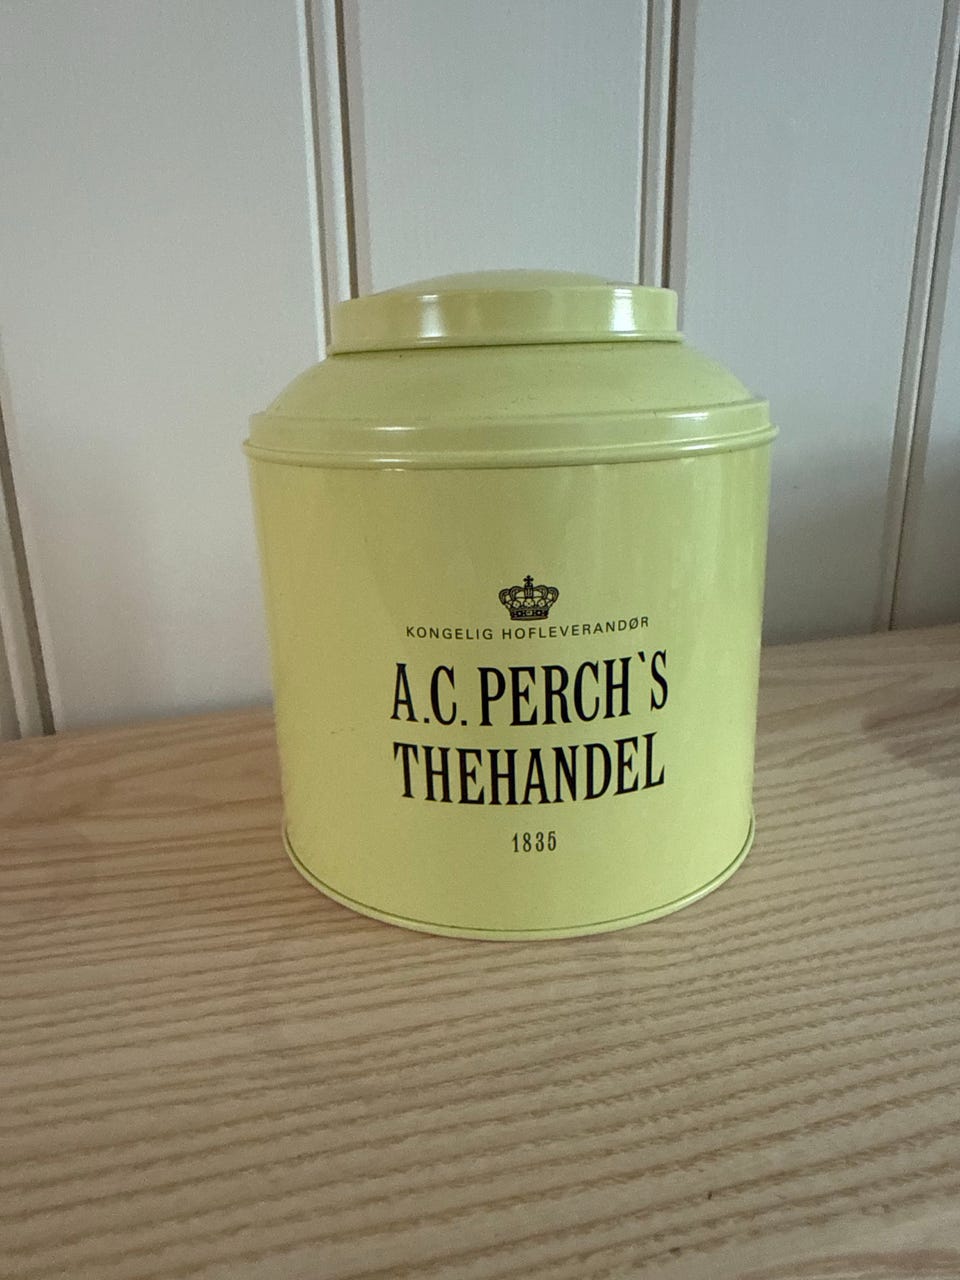 KONGELIG HOFLEVERANDØR
A.C. PERCH`S
THEHANDEL
1835